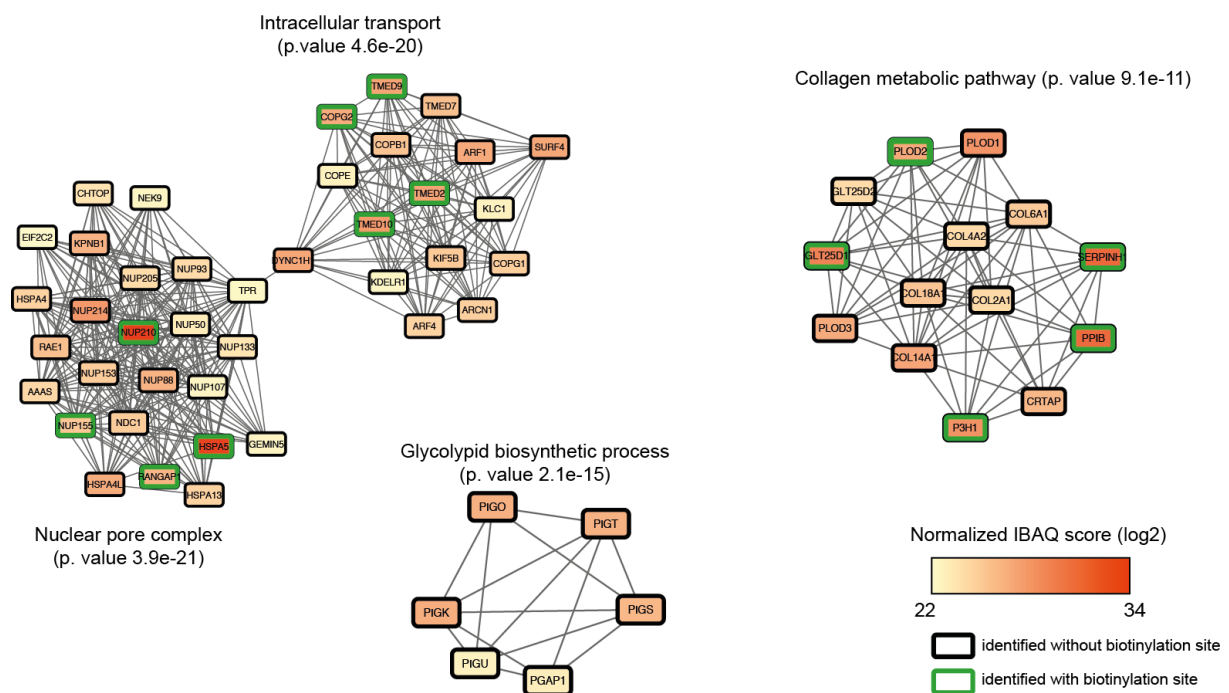 Intracellular transport
(p.value 4.6e-20)
TMED9
COPG2
TMED7
COPB1
ARF1
SURF4
COPE
TMED2
KLC1
TMED10
DYNC1H
KIF5B
COPG1
KDELR1
ARCN1
ARF4
CHTOP
NEK9
EIF2C2
KPNB1
NUP93
NUP205
TPR
HSPA4
NUP214
NUP50
NUP210
RAE1
NUP133
NUP153
NUP88
NUP107
AAAS
NUP155
NDC1
HSPA5
GEMIN5
RANGAP1
HSPA4L
HSPA13
Nuclear pore complex
(p. value 3.9e-21)
Glycolypid biosynthetic process
(p. value 2.1e-15)
PIGO
PIGT
PIGK
PIGS
PIGU
PGAP1
Collagen metabolic pathway (p. value 9.1e-11)
PLOD2
PLOD1
GLT25D2
COL6A1
COL4A2
GLT25D1
SERPINH1
COL18A1
COL2A1
PLOD3
PPIB
COL14A1
CRTAP
P3H1
Normalized IBAQ score (log2)
22
34
identified without biotinylation site
identified with biotinylation site